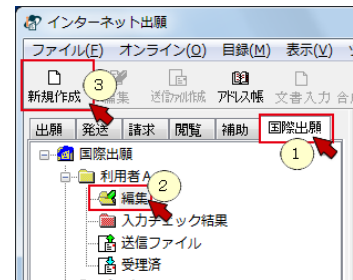 インターネット出願
ファイル(F) オンライン(O) 目録(M) 表示(V)
新規作成 集 送信ファイル作成 アドレス帳 文書入力 合
3
出願 発送 請求 閲覧 補助 国際出願
1
国際出願
利用者A
2
編集
入力チェック結果
送信ファイル
受理済